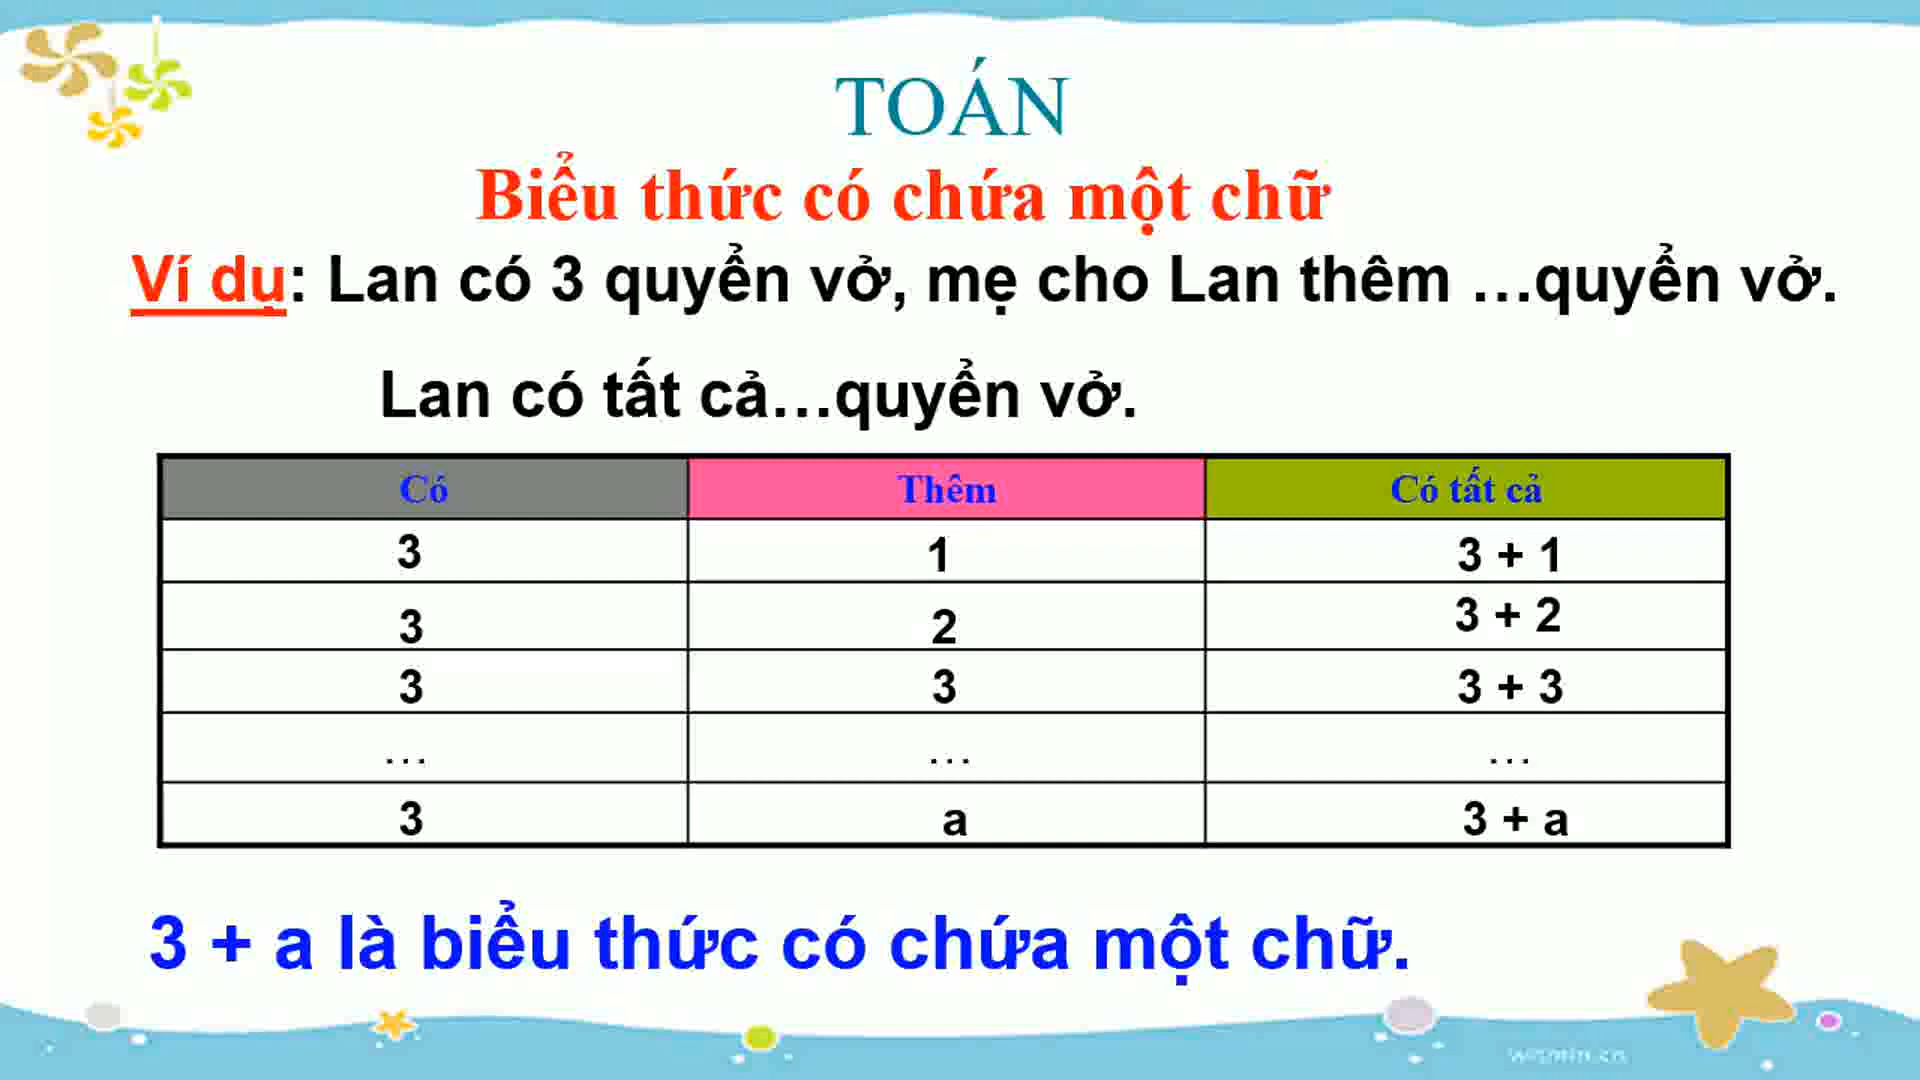 TOÁN
Biểu thức có chứa một chữ
Ví dụ: Lan có 3 quyển vở, mẹ cho Lan thêm …quyển vở.
Lan có tất cả…quyển vở.
Có Thêm Có tất cả
3 1 3 + 1
3 2 3 + 2
3 3 3 + 3
… … …
3 a 3 + a
3 + a là biểu thức có chứa một chữ.